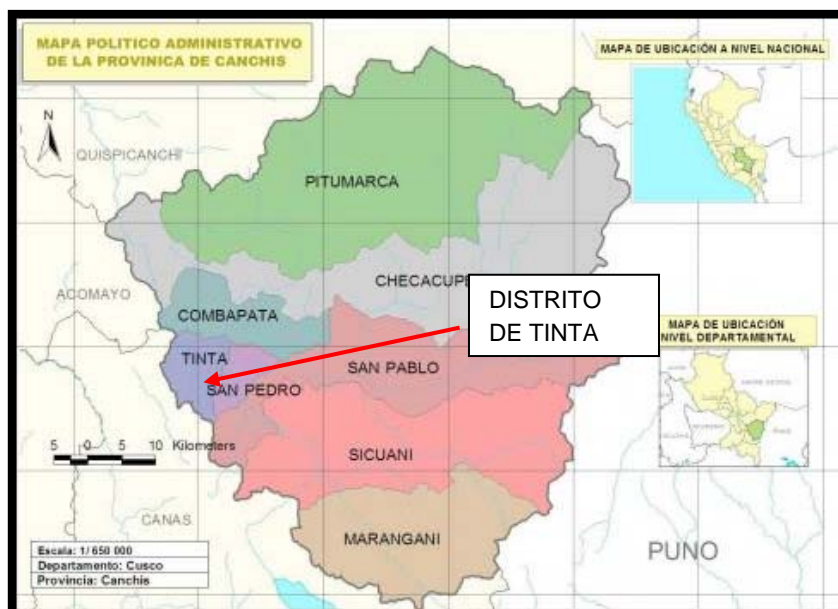 MAPA POLITICO ADMINISTRATIVO
DE LA PROVINICA DE CANCHIS
MAPA DE UBICACIÓN A NIVEL NACIONAL
N
QUISPICANCHI
PITUMARCA
CHECACUPE
ACOMAYO
COMBAPATA
DISTRITO
DE TINTA
MAPA DE UBICACIÓN
NIVEL DEPARTAMENTAL
TINTA
SAN PABLO
SAN PEDRO
5 0 5 10 Kilometers
SICUANI
CANAS
MARANGANI
PUNO
Escala: 1/ 650 000
Departamento: Cusco
Provincia: Canchis